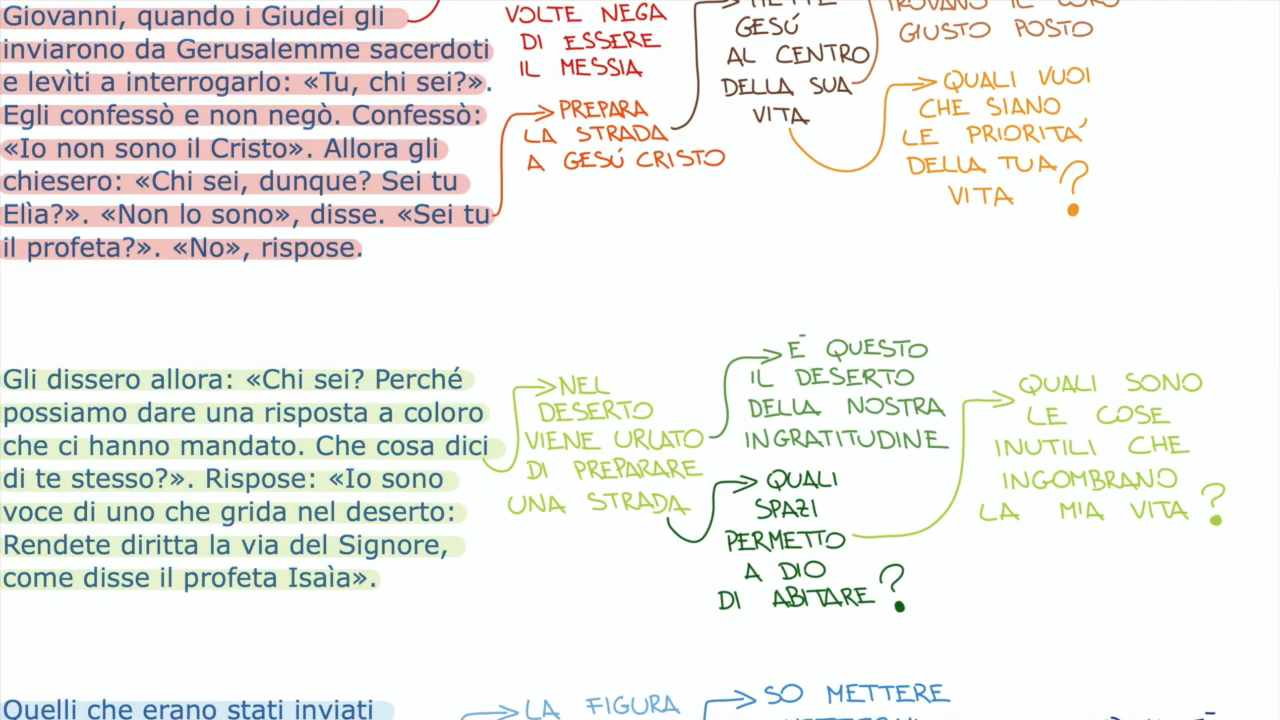 Giovanni, quando i Giudei gli
inviarono da Gerusalemme sacerdoti
e levìti a interrogarlo: «Tu, chi sei?».
Egli confessò e non negò. Confessò:
«Io non sono il Cristo». Allora gli
chiesero: «Chi sei, dunque? Sei tu
Elìa?». «Non lo sono», disse. «Sei tu
il profeta?». «No», rispose.
VOLTE NEGA
DI ESSERE
IL MESSIA
PREPARA
LA STRADA
A GESÚ CRISTO
METTE
GESÚ
AL CENTRO
DELLA SUA
VITA
TROVANO IL LORO
GIUSTO POSTO
QUALI VUOI
CHE SIANO
LE PRIORITA'
DELLA TUA
VITA ?
Gli dissero allora: «Chi sei? Perché
possiamo dare una risposta a coloro
che ci hanno mandato. Che cosa dici
di te stesso?». Rispose: «Io sono
voce di uno che grida nel deserto:
Rendete diritta la via del Signore,
come disse il profeta Isaìa».
NEL
DESERTO
VIENE URLATO
DI PREPARARE
UNA STRADA
E' QUESTO
IL DESERTO
DELLA NOSTRA
INGRATITUDINE
QUALI
SPAZI
PERMETTO
A DIO
DI ABITARE ?
QUALI SONO
LE COSE
INUTILI CHE
INGOMBRANO
LA MIA VITA ?
Quelli che erano stati inviati
LA FIGURA
SO METTERE